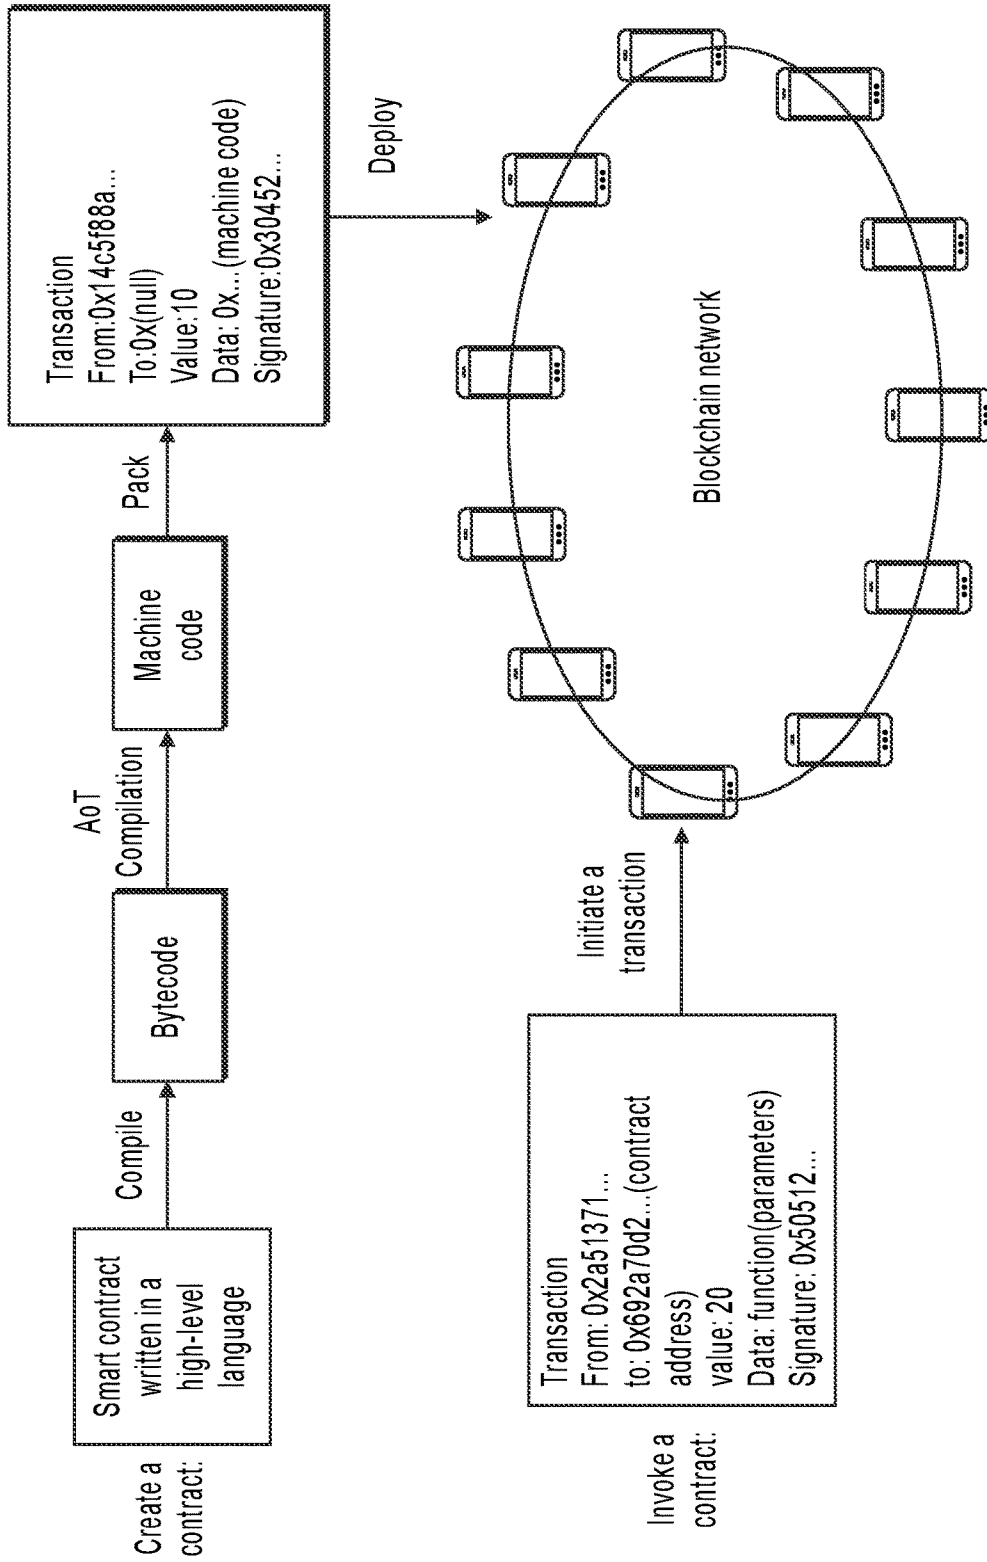 Create a
contract:
Smart contract
written in a
high-level
language
Compile
Bytecode
AoT
Compilation
Machine
code
Pack
Transaction
From:0x14c5f88a...
To:0x(null)
Value:10
Data: 0x...(machine code)
Signature:0x30452...
Deploy
Invoke a
contract:
Transaction
From: 0x2a51371...
to: 0x692a70d2...(contract
address)
value: 20
Data: function(parameters)
Signature: 0x50512...
Initiate a
transaction
Blockchain network